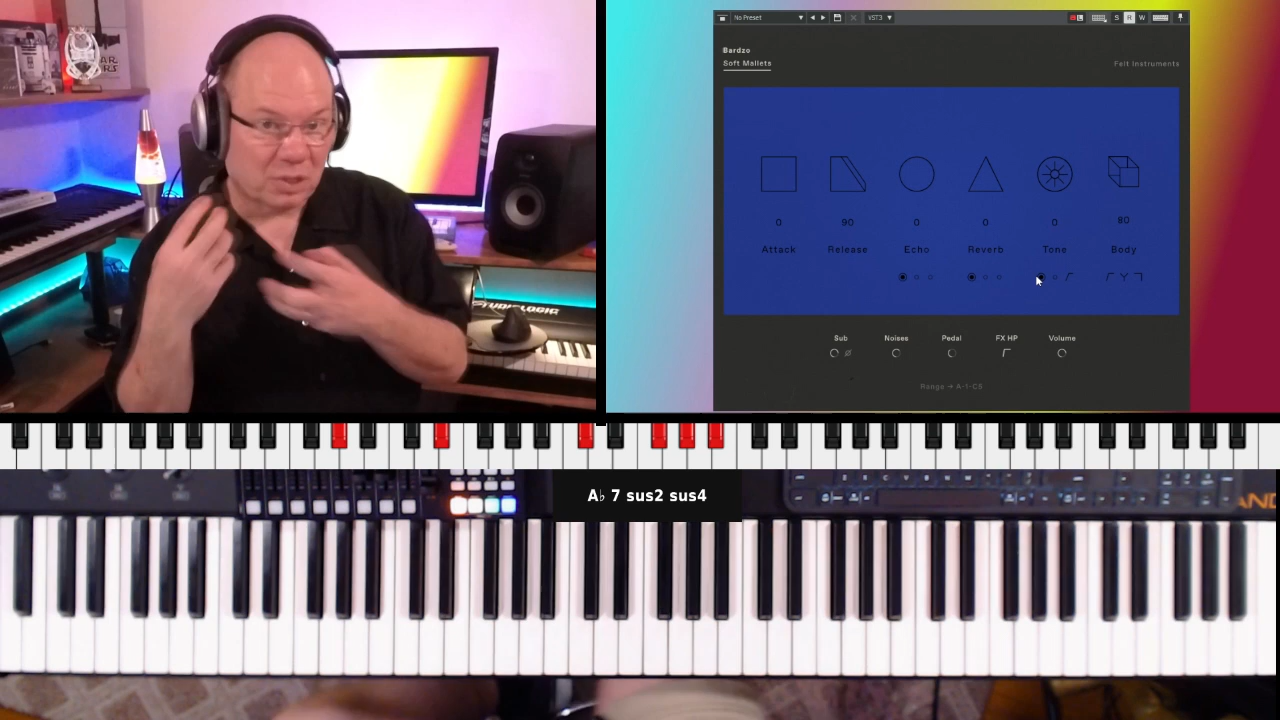 No Preset
VST3
S R W
Bardzo
Soft Mallets
Felt Instruments
0 90 0 0 0 80
Attack Release Echo Reverb Tone Body
Sub Noises Pedal FX HP Volume
Range → A-1-C5
STUDIOLOGIC
A♭ 7 sus2 sus4